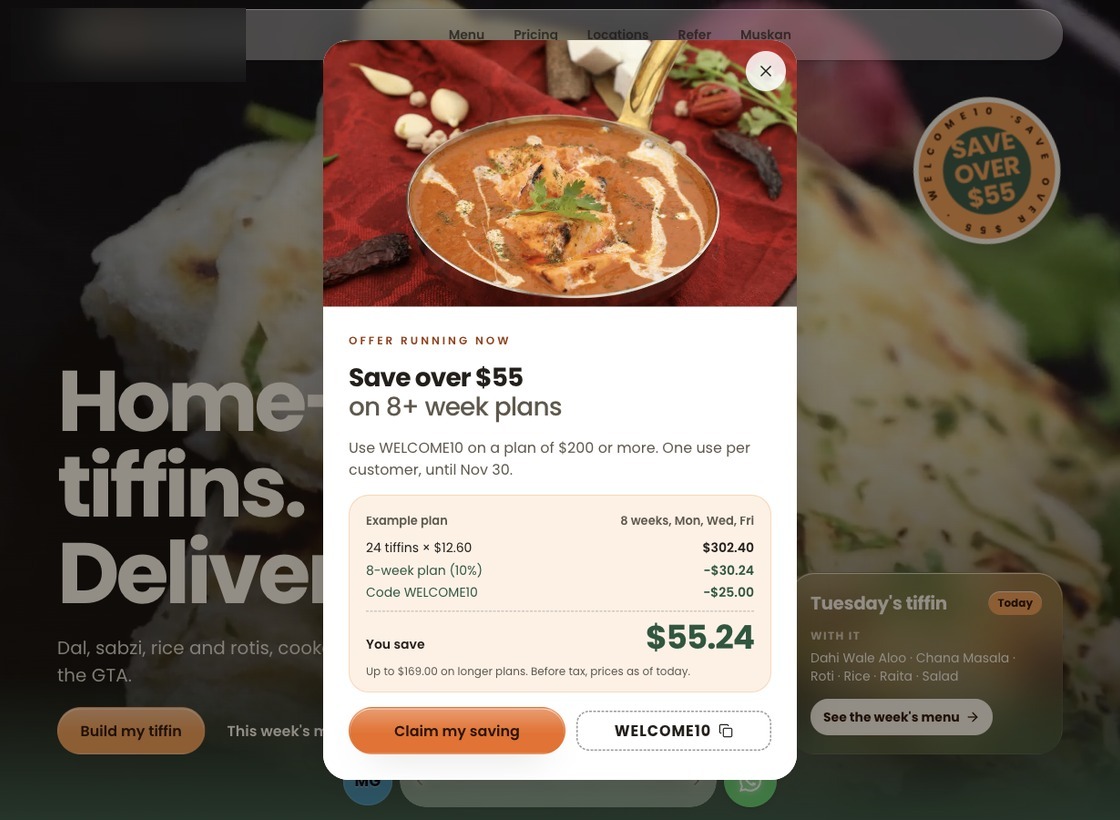 Menu Pricing Locations Refer Muskan
WELCOME10 · SAVE OVER $55 ·
SAVE
OVER
$55
OFFER RUNNING NOW
Save over $55
on 8+ week plans
Use WELCOME10 on a plan of $200 or more. One use per
customer, until Nov 30.
Example plan 8 weeks, Mon, Wed, Fri
24 tiffins × $12.60 $302.40
8-week plan (10%) -$30.24
Code WELCOME10 -$25.00
You save $55.24
Up to $169.00 on longer plans. Before tax, prices as of today.
Claim my saving WELCOME10
Home-
tiffins.
Deliver
Dal, sabzi, rice and rotis, cook
the GTA.
Build my tiffin This week's m
Tuesday's tiffin Today
WITH IT
Dahi Wale Aloo · Chana Masala ·
Roti · Rice · Raita · Salad
See the week's menu →
MG